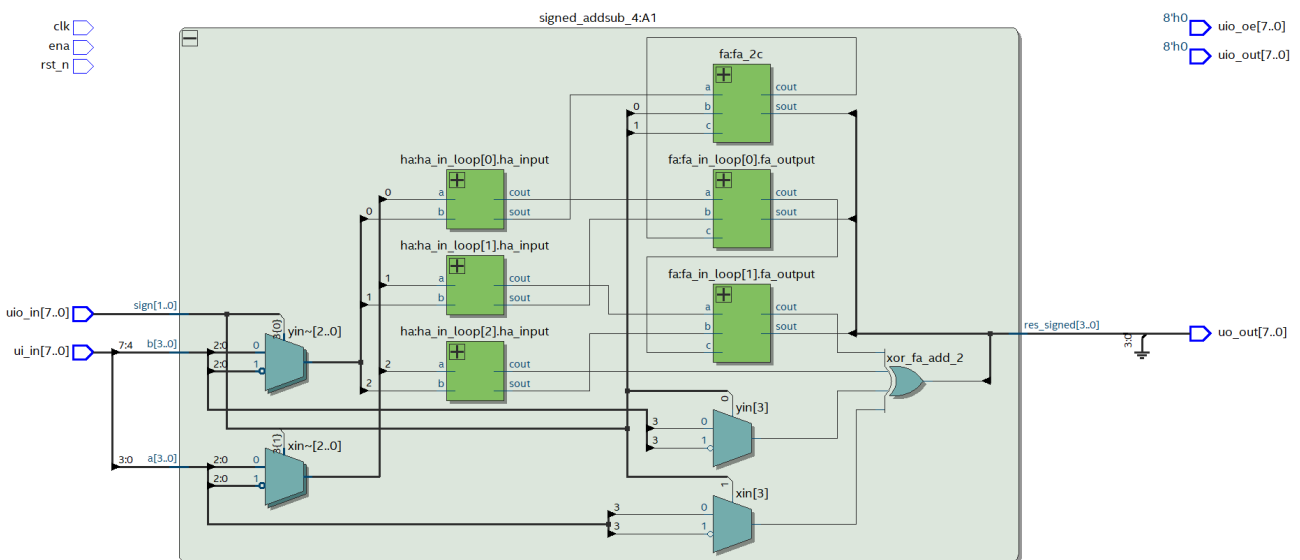 signed_addsub_4:A1
clk
ena
rst_n
8'h0
uio_oe[7..0]
8'h0
uio_out[7..0]
fa:fa_2c
a
b
c
cout
sout
0
1
ha:ha_in_loop[0].ha_input
a
b
cout
sout
0
0
fa:fa_in_loop[0].fa_output
a
b
c
cout
sout
ha:ha_in_loop[1].ha_input
a
b
cout
sout
1
1
fa:fa_in_loop[1].fa_output
a
b
c
cout
sout
ha:ha_in_loop[2].ha_input
a
b
cout
sout
2
2
uio_in[7..0]
sign[1..0]
ui_in[7..0]
7:4
b[3..0]
2:0
2:0
0
1
yin~[2..0]
3:0
a[3..0]
2:0
2:0
0
1
xin~[2..0]
xor_fa_add_2
yin[3]
0
3
3
0
1
xin[3]
1
3
3
0
1
res_signed[3..0]
3:0
uo_out[7..0]